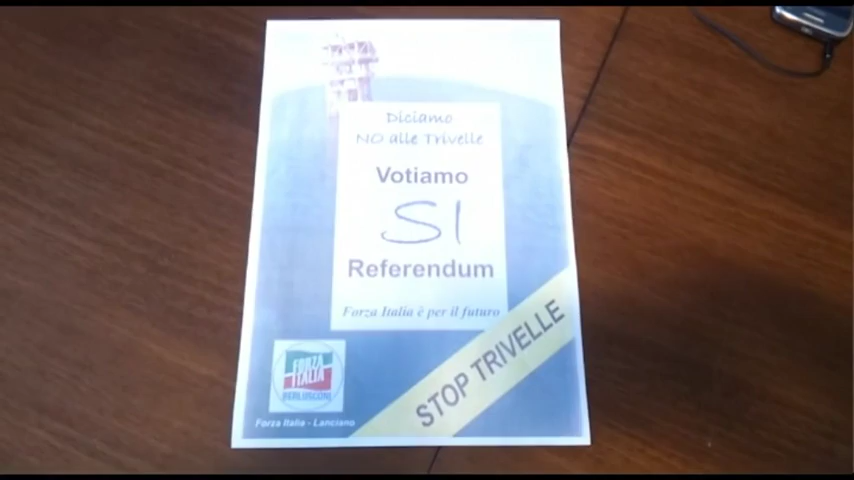 Diciamo
NO alle Trivelle
Votiamo
SI
Referendum
Forza Italia è per il futuro
STOP TRIVELLE
FORZA
ITALIA
BERLUSCONI
Forza Italia - Lanciano